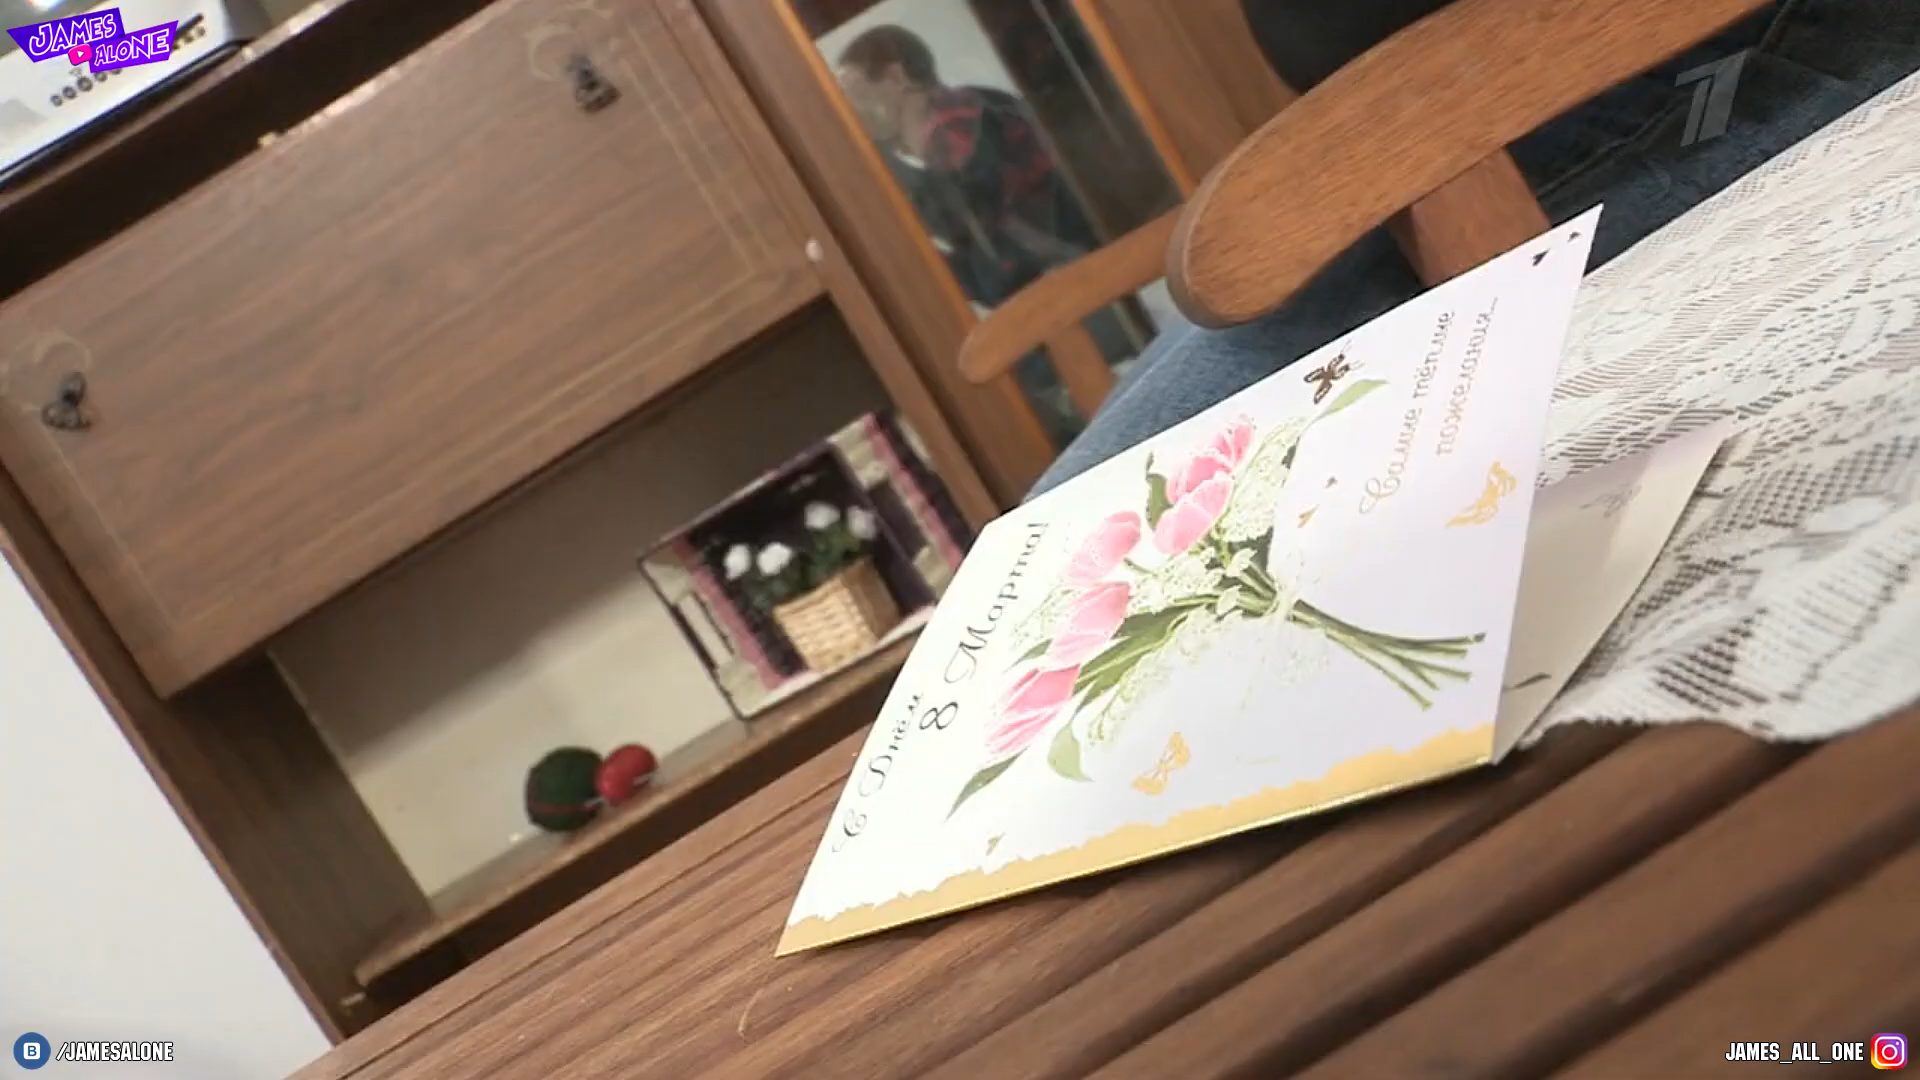 JAMES
ALONE
С Днём
8 Марта!
Самые тёплые
пожелания...
/JAMESALONE
JAMES_ALL_ONE